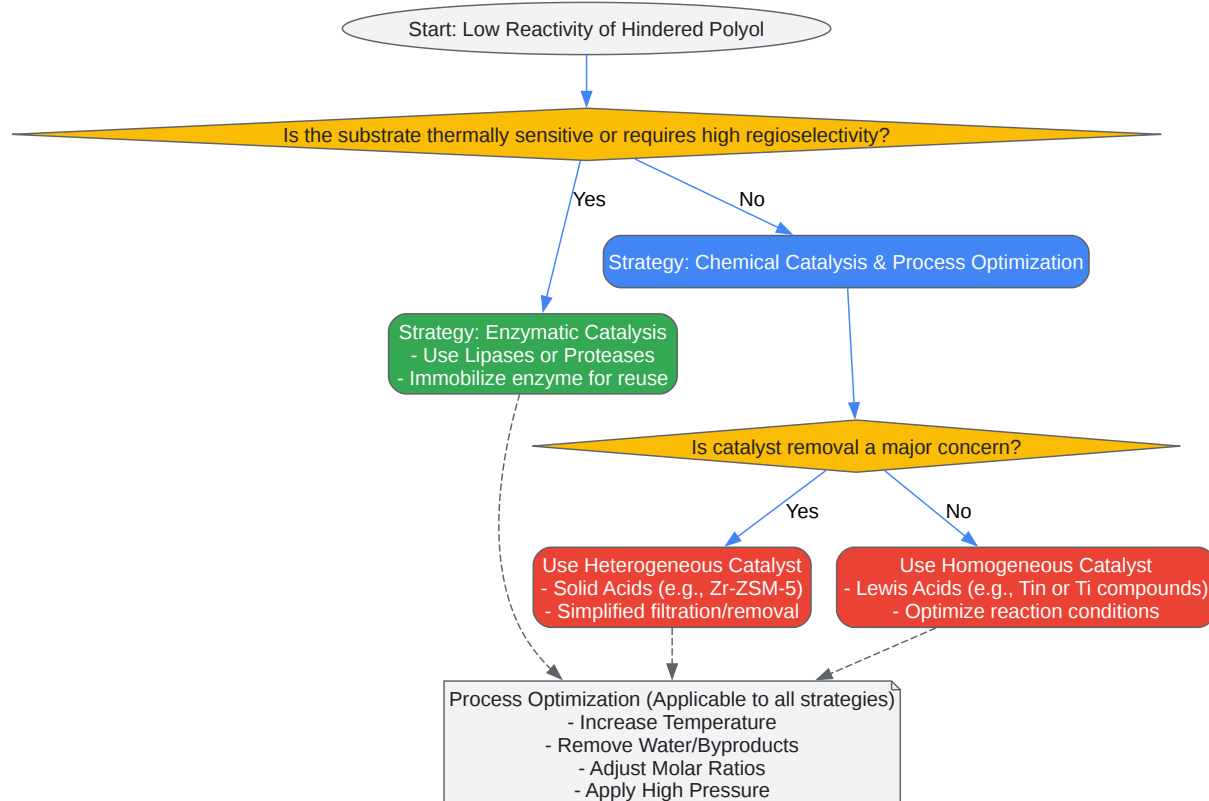 Start: Low Reactivity of Hindered Polyol
Is the substrate thermally sensitive or requires high regioselectivity?
Yes
No
Strategy: Chemical Catalysis & Process Optimization
Strategy: Enzymatic Catalysis
- Use Lipases or Proteases
- Immobilize enzyme for reuse
Is catalyst removal a major concern?
Yes
No
Use Heterogeneous Catalyst
- Solid Acids (e.g., Zr-ZSM-5)
- Simplified filtration/removal
Use Homogeneous Catalyst
- Lewis Acids (e.g., Tin or Ti compounds)
- Optimize reaction conditions
Process Optimization (Applicable to all strategies)
- Increase Temperature
- Remove Water/Byproducts
- Adjust Molar Ratios
- Apply High Pressure